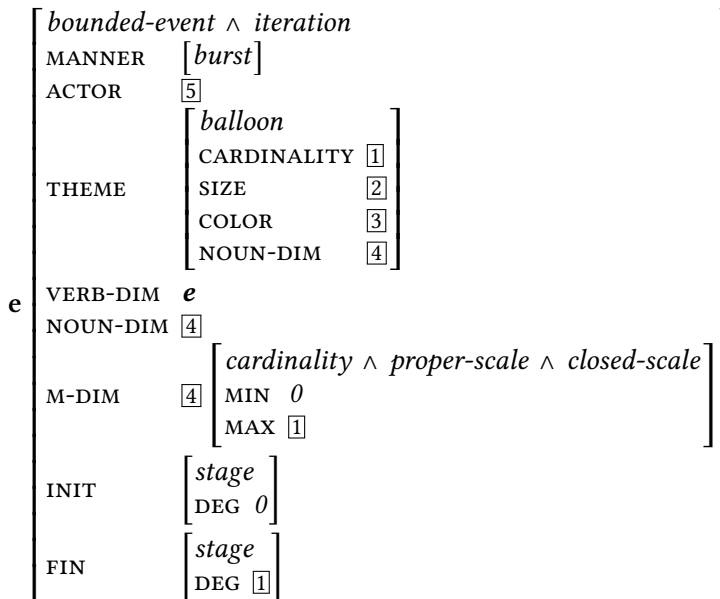 bounded-event ∧ iteration
MANNER [burst]
ACTOR 5
THEME
balloon
CARDINALITY 1
SIZE 2
COLOR 3
NOUN-DIM 4
e
VERB-DIM e
NOUN-DIM 4
M-DIM 4
cardinality ∧ proper-scale ∧ closed-scale
MIN 0
MAX 1
INIT
stage
DEG 0
FIN
stage
DEG 1